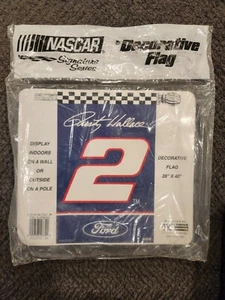 NASCAR
Signature
Series
Decorative
Flag
Rusty Wallace
DISPLAY
INDOORS
ON A WALL
OR
OUTSIDE
ON A POLE
2
TM
DECORATIVE
FLAG
28" X 40"
Ford